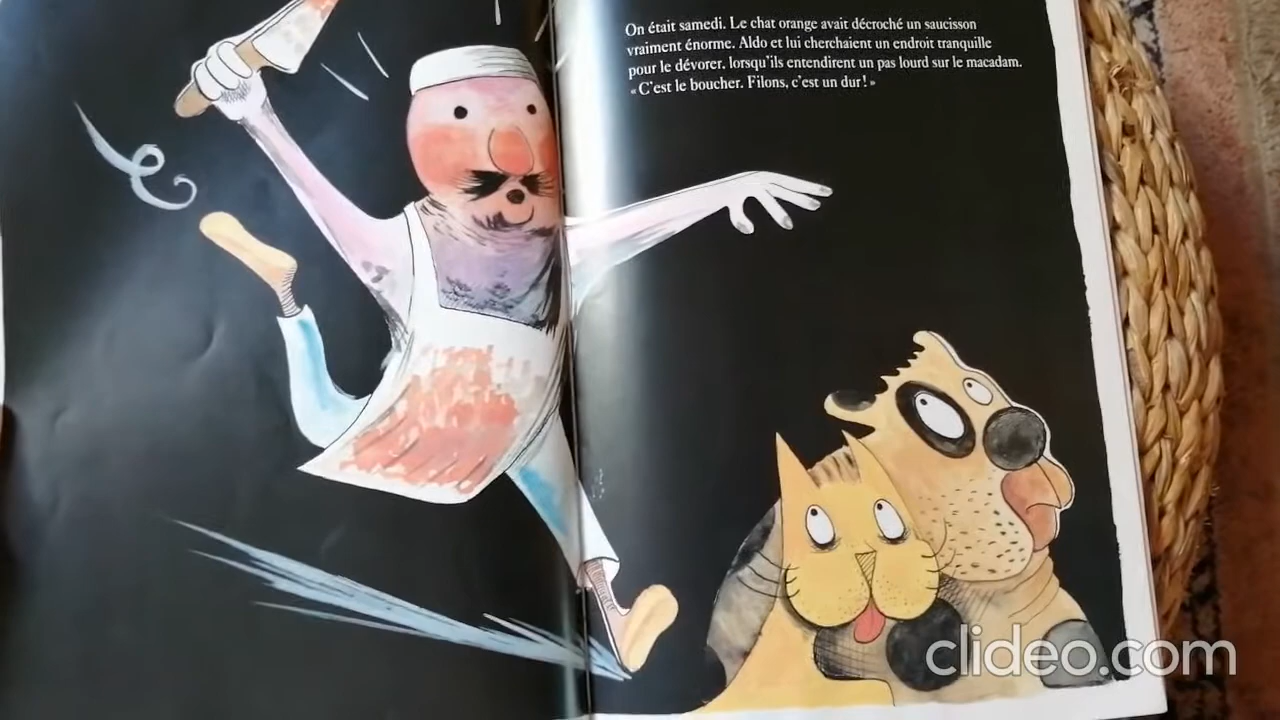 On était samedi. Le chat orange avait décroché un saucisson
vraiment énorme. Aldo et lui cherchaient un endroit tranquille
pour le dévorer, lorsqu'ils entendirent un pas lourd sur le macadam.
« C'est le boucher. Filons, c'est un dur ! »
clideo.com